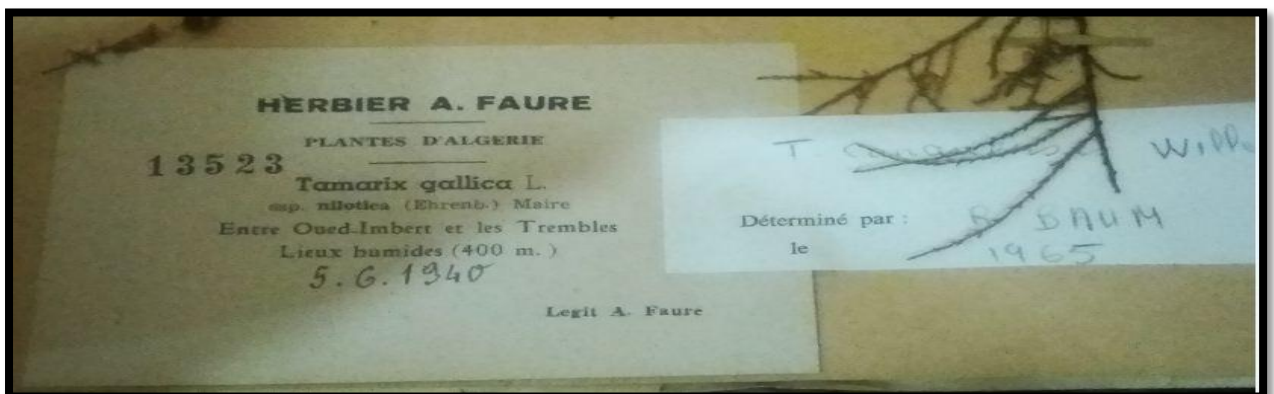 HERBIER A. FAURE
PLANTES D'ALGERIE
13523
Tamarix gallica L.
ssp. nilotica (Ehrenb.) Maire
Entre Oued-Imbert et les Trembles
Lieux humides (400 m.)
5.6.1940
Legit A. Faure
T. Willd
Déterminé par : B BAUM
le 1965